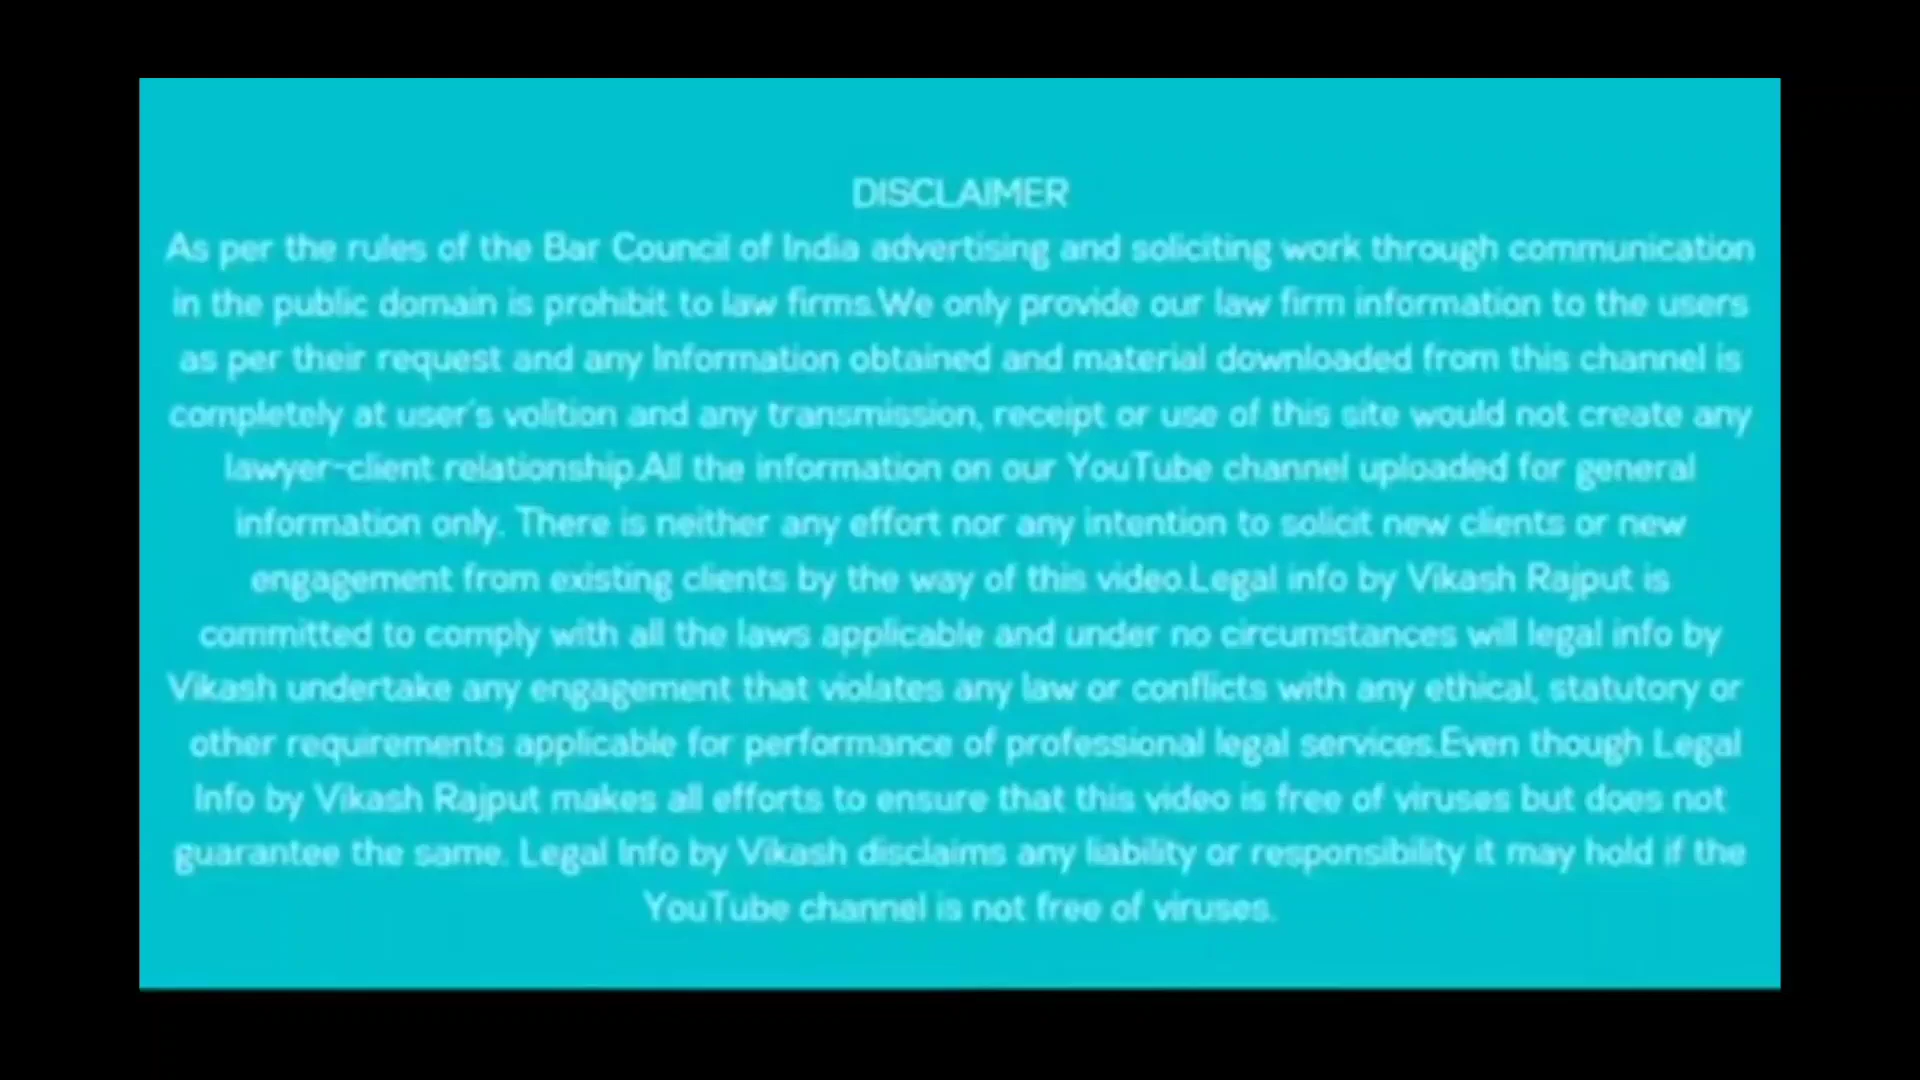 DISCLAIMER
As per the rules of the Bar Council of India advertising and soliciting work through communication
in the public domain is prohibit to law firms.We only provide our law firm information to the users
as per their request and any Information obtained and material downloaded from this channel is
completely at user's volition and any transmission, receipt or use of this site would not create any
lawyer-client relationship.All the information on our YouTube channel uploaded for general
information only. There is neither any effort nor any intention to solicit new clients or new
engagement from existing clients by the way of this video.Legal info by Vikash Rajput is
committed to comply with all the laws applicable and under no circumstances will legal info by
Vikash undertake any engagement that violates any law or conflicts with any ethical, statutory or
other requirements applicable for performance of professional legal services.Even though Legal
Info by Vikash Rajput makes all efforts to ensure that this video is free of viruses but does not
guarantee the same. Legal Info by Vikash disclaims any liability or responsibility it may hold if the
YouTube channel is not free of viruses.